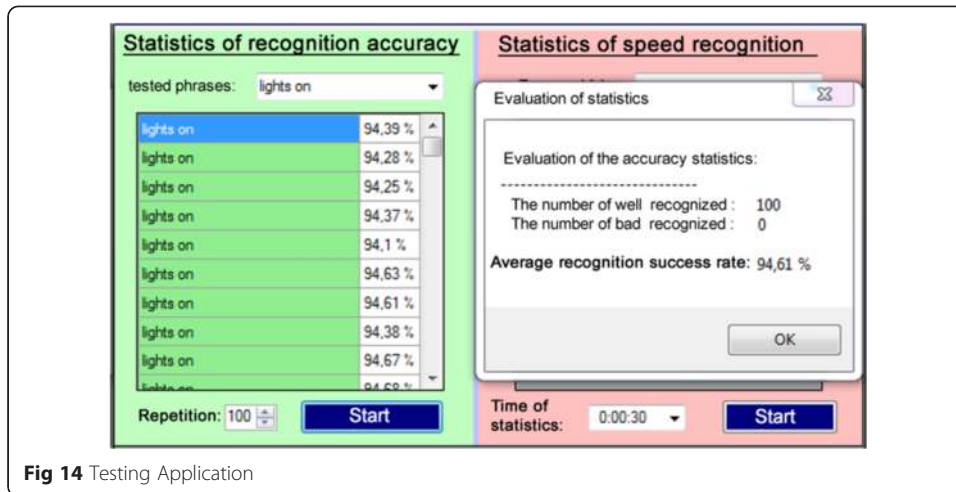 Statistics of recognition accuracy
tested phrases: lights on
lights on 94,39 %
lights on 94,28 %
lights on 94,25 %
lights on 94,37 %
lights on 94,1 %
lights on 94,63 %
lights on 94,61 %
lights on 94,38 %
lights on 94,67 %
lights on 94,68 %
Repetition: 100
Start
Statistics of speed recognition
Evaluation of statistics
Evaluation of the accuracy statistics:
------------------------------
The number of well recognized : 100
The number of bad recognized : 0
Average recognition success rate: 94,61 %
OK
Time of
statistics: 0:00:30
Start
Fig 14 Testing Application